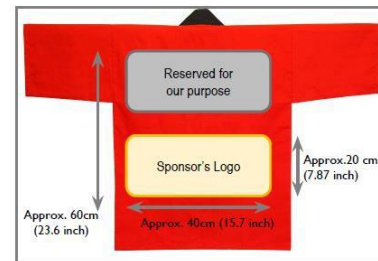 Reserved for
our purpose
Sponsor's Logo
Approx.20 cm
(7.87 inch)
Approx. 60cm
(23.6 inch)
Approx. 40cm (15.7 inch)